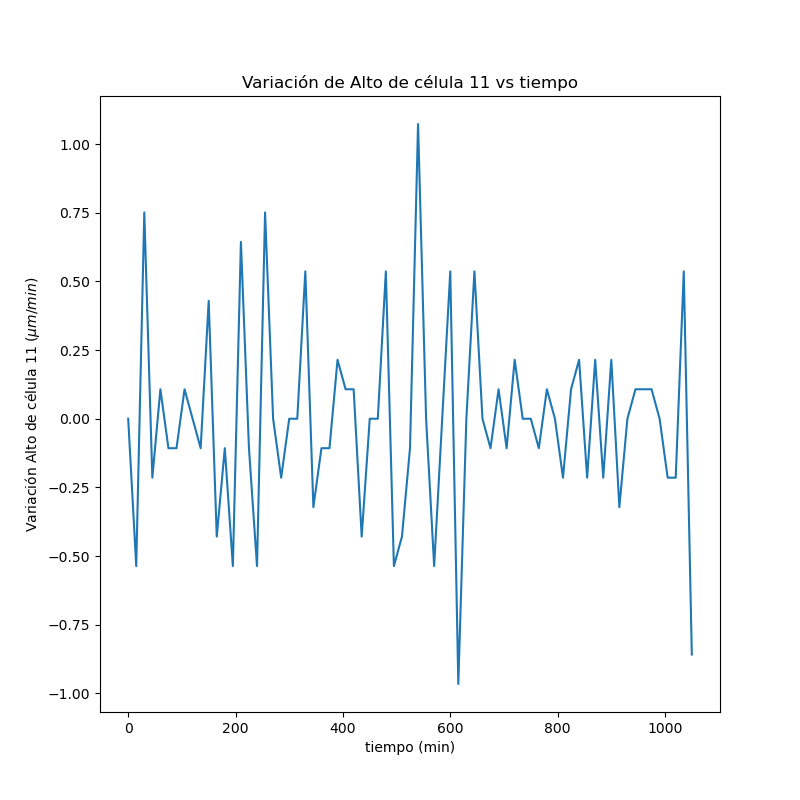 Variación de Alto de célula 11 vs tiempo
Variación Alto de célula 11 (μm/min)
1.00
0.75
0.50
0.25
0.00
−0.25
−0.50
−0.75
−1.00
0 200 400 600 800 1000
tiempo (min)